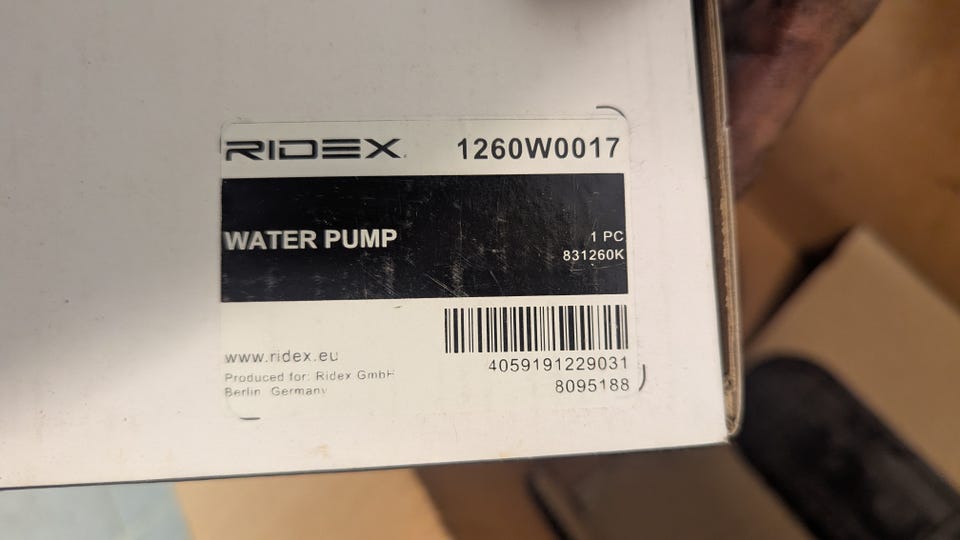 RIDEX 1260W0017
WATER PUMP
1 PC
831260K
www.ridex.eu
4059191229031
Produced for: Ridex GmbH
8095188
Berlin Germany